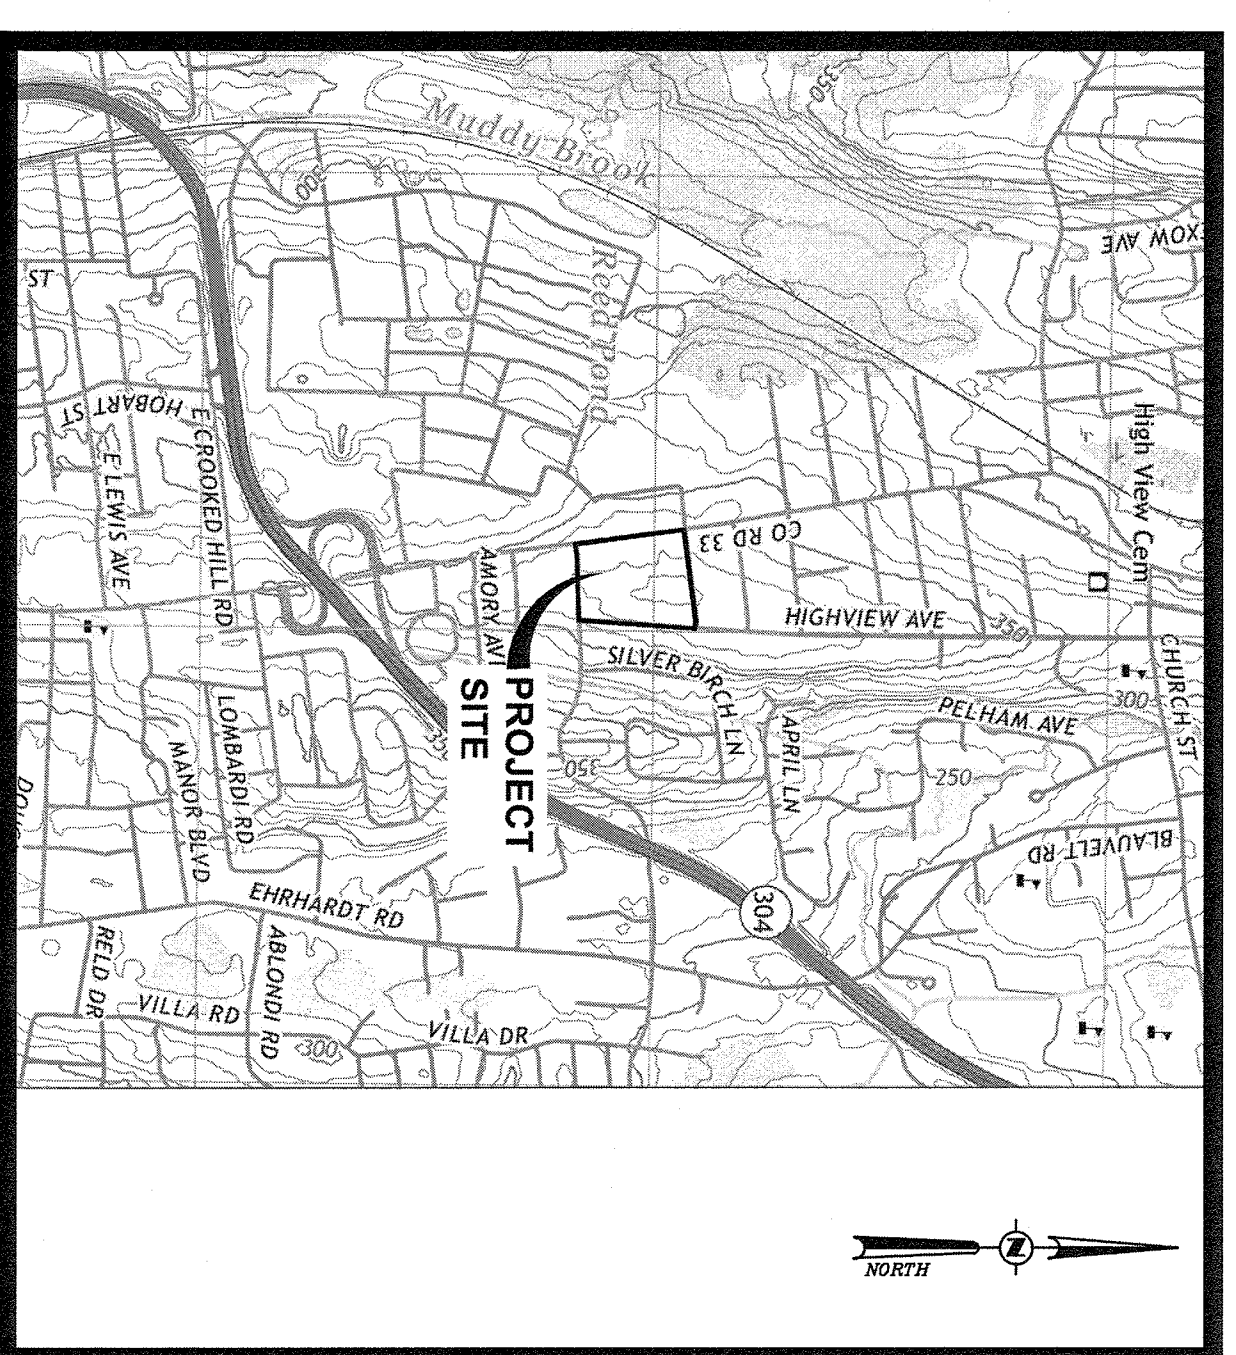 Muddy Brook
350
300
EXOW AVE
ST
Reed Pond
HOBART ST
E CROOKED HILL RD
E LEWIS AVE
High View Cem
CO RD 33
AMORY AVE
HIGHVIEW AVE
350
SILVER BIRCH LN
CHURCH ST
300
PELHAM AVE
APRIL LN
250
350
PROJECT
SITE
LOMBARDI RD
MANOR BLVD
BLAUVELT RD
304
EHRHARDT RD
RELD DR
ABLONDI RD
VILLA RD
VILLA DR
300
NORTH